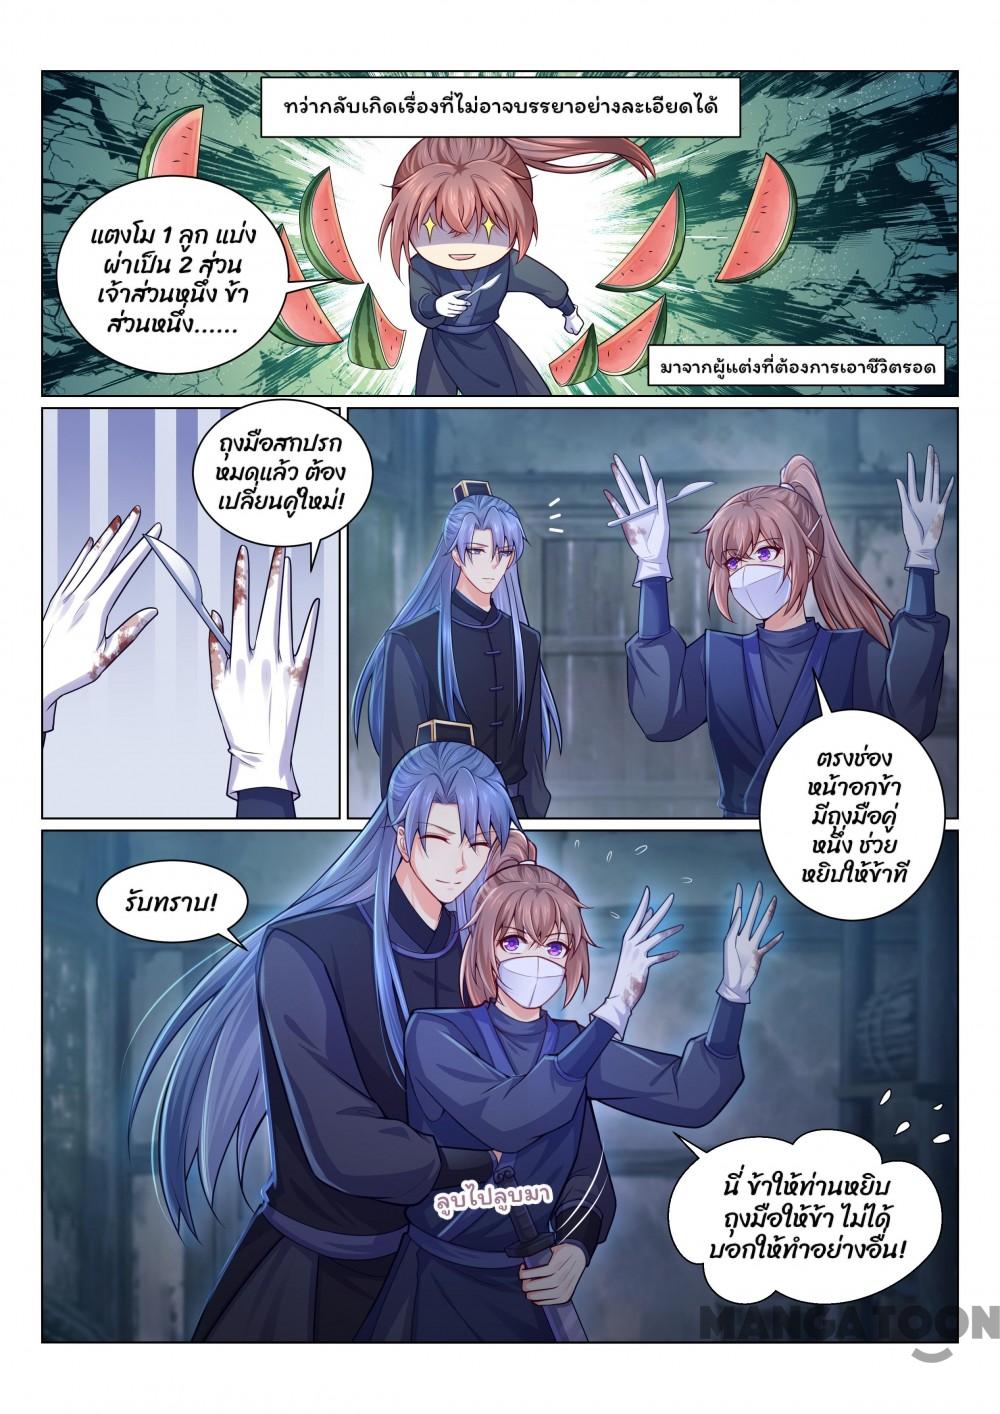 ทว่ากลับเกิดเรื่องที่ไม่อาจบรรยาอย่างละเอียดได้
แตงโม 1 ลูก แบ่ง
ผ่าเป็น 2 ส่วน
เจ้าส่วนหนึ่ง ข้า
ส่วนหนึ่ง......
มาจากผู้แต่งที่ต้องการเอาชีวิตรอด
ถุงมือสกปรก
หมดแล้ว ต้อง
เปลี่ยนคู่ใหม่!
ตรงช่อง
หน้าอกข้า
มีถุงมือคู่
หนึ่ง ช่วย
หยิบให้ข้าที
รับทราบ!
ลูบไปลูบมา
นี่ ข้าให้ท่านหยิบ
ถุงมือให้ข้า ไม่ได้
บอกให้ทำอย่างอื่น!
MANGATOON